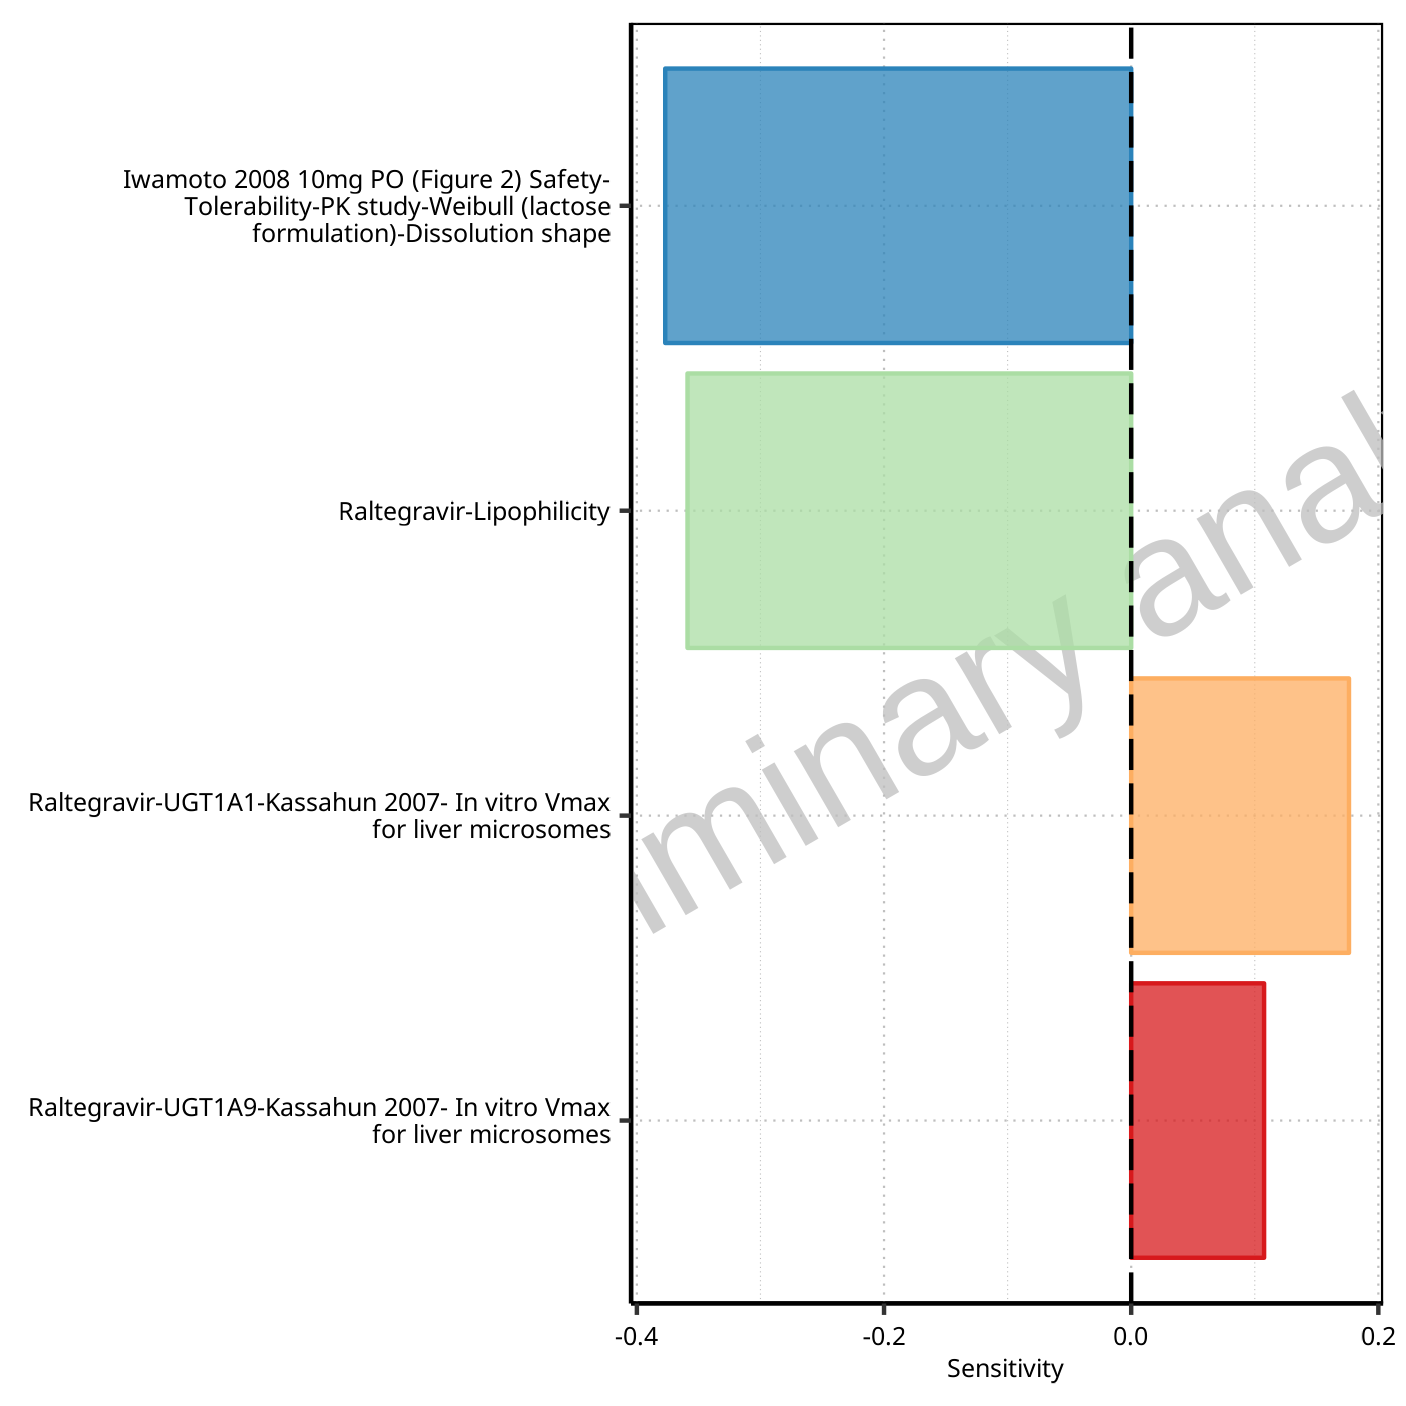 Iwamoto 2008 10mg PO (Figure 2) Safety-
Tolerability-PK study-Weibull (lactose
formulation)-Dissolution shape
Raltegravir-Lipophilicity
Raltegravir-UGT1A1-Kassahun 2007- In vitro Vmax
for liver microsomes
Raltegravir-UGT1A9-Kassahun 2007- In vitro Vmax
for liver microsomes
minary anal
-0.4 -0.2 0.0 0.2
Sensitivity